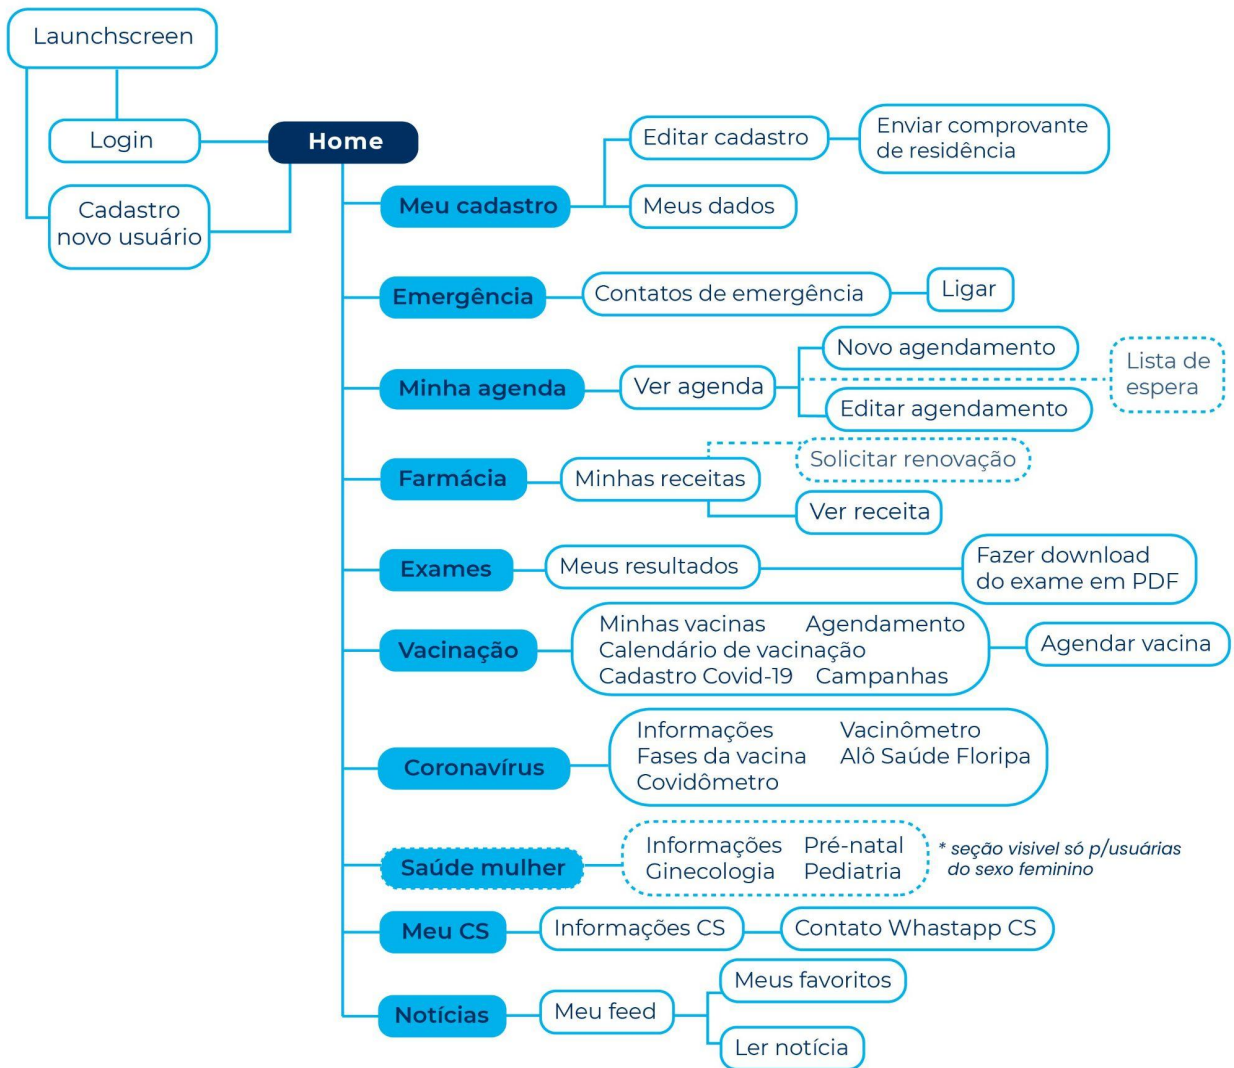 Launchscreen
Login
Cadastro
novo usuário
Home
Meu cadastro
Editar cadastro
Enviar comprovante
de residência
Meus dados
Emergência
Contatos de emergência
Ligar
Minha agenda
Ver agenda
Novo agendamento
Editar agendamento
Lista de
espera
Farmácia
Minhas receitas
Solicitar renovação
Ver receita
Exames
Meus resultados
Fazer download
do exame em PDF
Vacinação
Minhas vacinas Agendamento
Calendário de vacinação
Cadastro Covid-19 Campanhas
Agendar vacina
Coronavírus
Informações Vacinômetro
Fases da vacina Alô Saúde Floripa
Covidômetro
Saúde mulher
Informações Pré-natal
Ginecologia Pediatria
* seção visivel só p/usuárias
do sexo feminino
Meu CS
Informações CS
Contato Whastapp CS
Notícias
Meu feed
Meus favoritos
Ler notícia